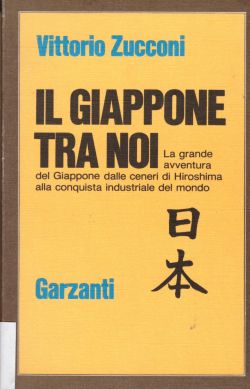 Vittorio Zucconi
IL GIAPPONE
TRA NOI La grande
avventura
del Giappone dalle ceneri di Hiroshima
alla conquista industriale del mondo
日本
Garzanti